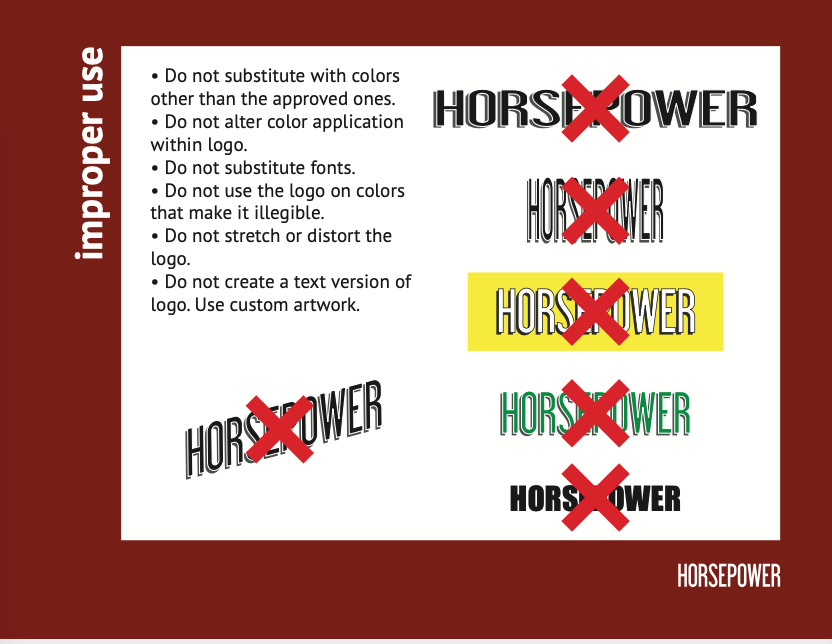 improper use
• Do not substitute with colors
other than the approved ones.
• Do not alter color application
within logo.
• Do not substitute fonts.
• Do not use the logo on colors
that make it illegible.
• Do not stretch or distort the
logo.
• Do not create a text version of
logo. Use custom artwork.
HORSEPOWER
HORSEPOWER
HORSEPOWER
HORSEPOWER
HORSEPOWER
HORSEPOWER
HORSEPOWER